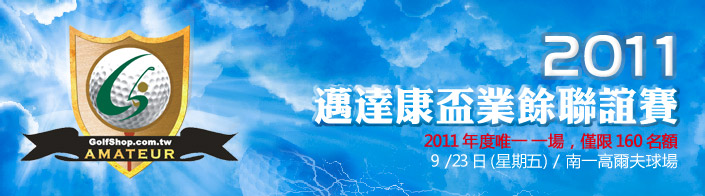 GolfShop.com.tw
AMATEUR
2011
邁達康盃業餘聯誼賽
2011 年度唯一 一場，僅限 160 名額
9 /23 日 (星期五) / 南一高爾夫球場